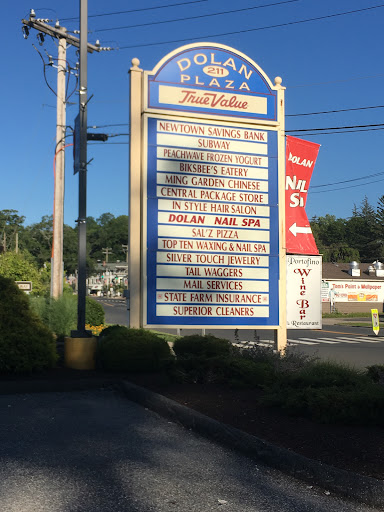 DOLAN
211
PLAZA
True Value
NEWTOWN SAVINGS BANK
SUBWAY
PEACHWAVE FROZEN YOGURT
BIKSBEE'S EATERY
MING GARDEN CHINESE
CENTRAL PACKAGE STORE
IN STYLE HAIR SALON
DOLAN NAIL SPA
SAL'Z PIZZA
TOP TEN WAXING & NAIL SPA
SILVER TOUCH JEWELRY
TAIL WAGGERS
MAIL SERVICES
STATE FARM INSURANCE
SUPERIOR CLEANERS
DOLAN
NAIL
Portofino
Wine
Bar
RESTAURANT